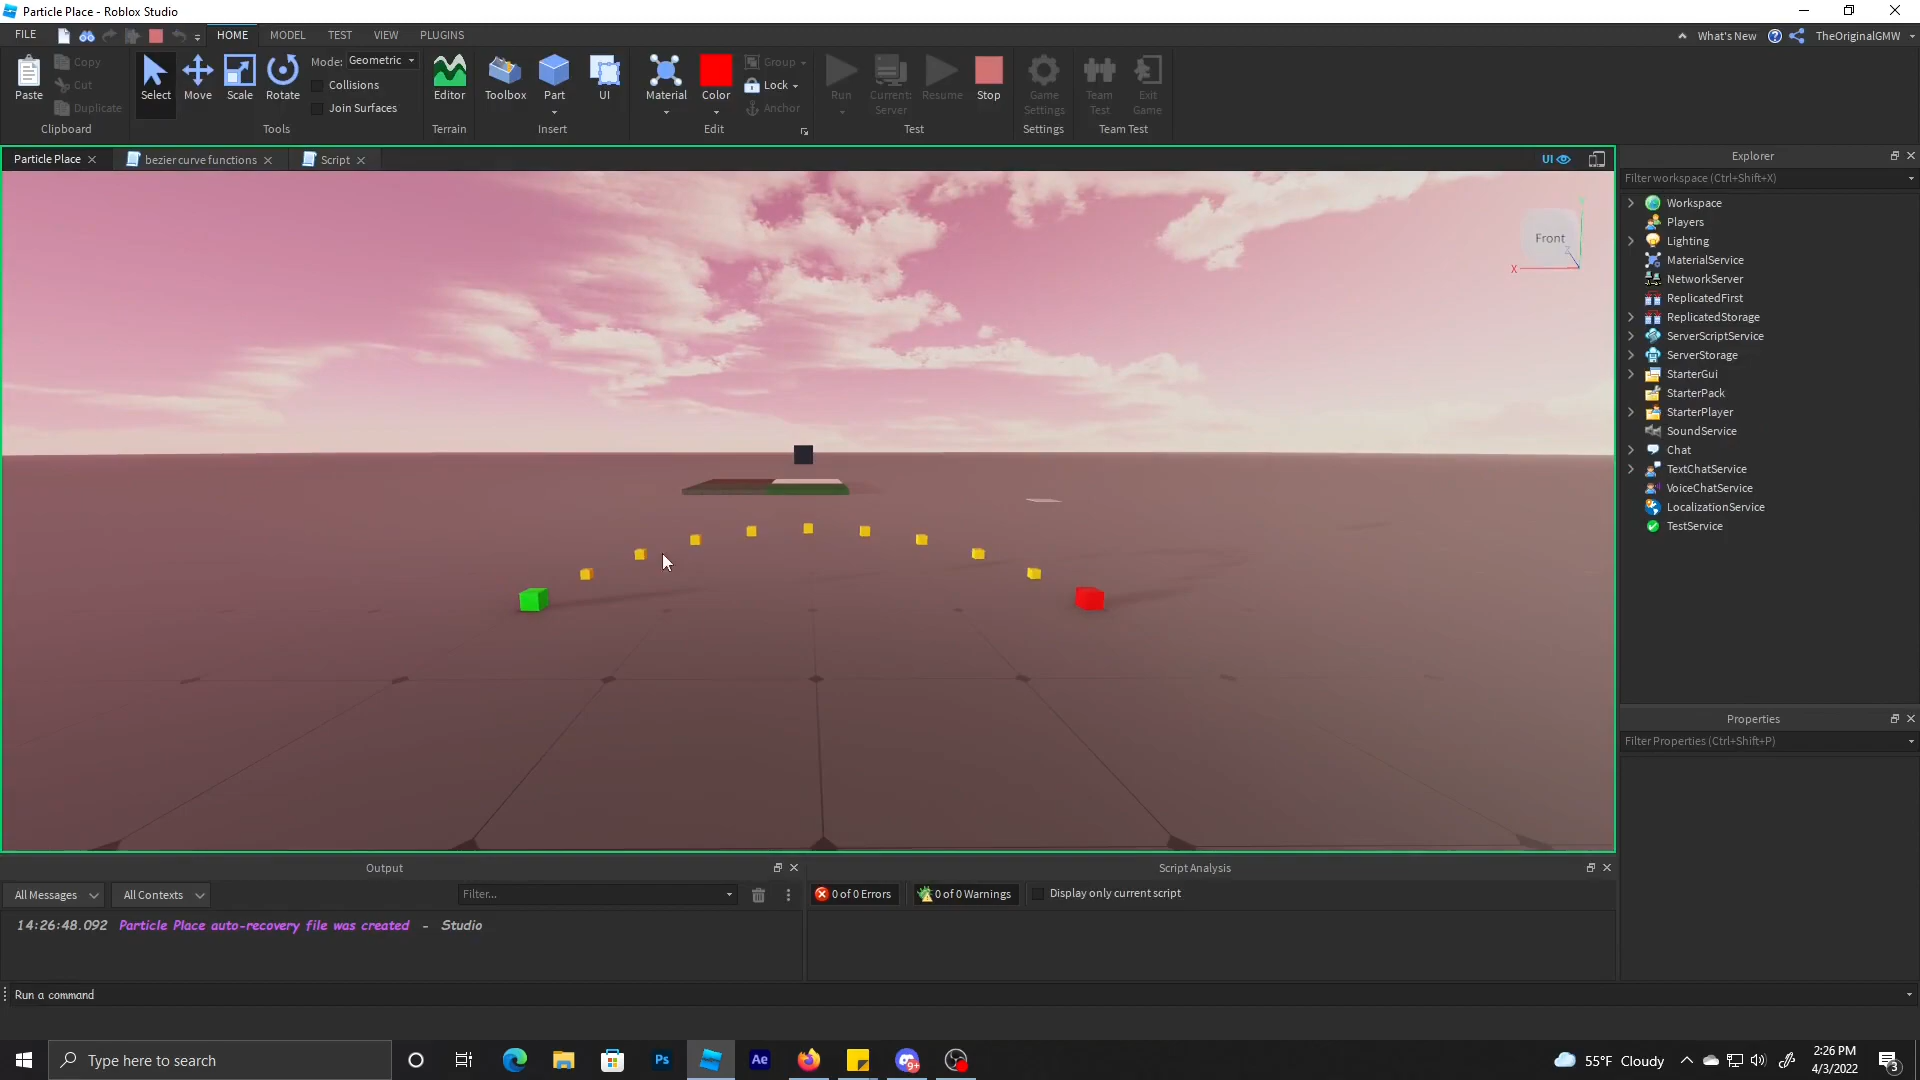 Particle Place - Roblox Studio
FILE
HOME
MODEL
TEST
VIEW
PLUGINS
What's New
TheOriginalGMW
Paste
Copy
Cut
Duplicate
Clipboard
Select
Move
Scale
Rotate
Mode: Geometric
Collisions
Join Surfaces
Tools
Editor
Terrain
Toolbox
Part
UI
Insert
Material
Color
Group
Lock
Anchor
Edit
Run
Current:
Server
Resume
Stop
Test
Game
Settings
Settings
Team
Test
Exit
Game
Team Test
Particle Place
bezier curve functions
Script
UI
Front
X
Z
Explorer
Filter workspace (Ctrl+Shift+X)
Workspace
Players
Lighting
MaterialService
NetworkServer
ReplicatedFirst
ReplicatedStorage
ServerScriptService
ServerStorage
StarterGui
StarterPack
StarterPlayer
SoundService
Chat
TextChatService
VoiceChatService
LocalizationService
TestService
Properties
Filter Properties (Ctrl+Shift+P)
Output
All Messages
All Contexts
Filter...
14:26:48.092 Particle Place auto-recovery file was created - Studio
Script Analysis
0 of 0 Errors
0 of 0 Warnings
Display only current script
Run a command
Type here to search
Ps
Ae
9+
55°F Cloudy
2:26 PM
4/3/2022
3